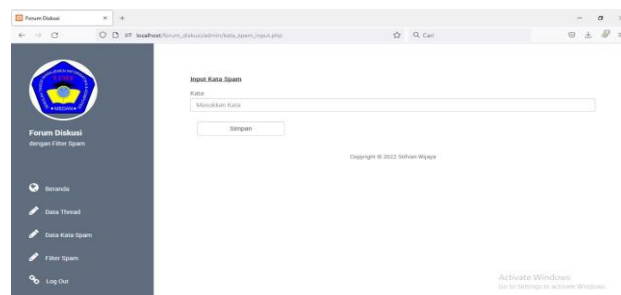 Forum Diskusi
localhost/forum_diskusi/admin/kata_spam_input.php
Cari
MEDAN
Forum Diskusi
dengan Filter Spam
Beranda
Data Thread
Data Kata Spam
Filter Spam
Log Out
Input Kata Spam
Kata
Masukkan Kata
Simpan
Copyright © 2022 Stifvan Wijaya
Activate Windows
Go to Settings to activate Windows.